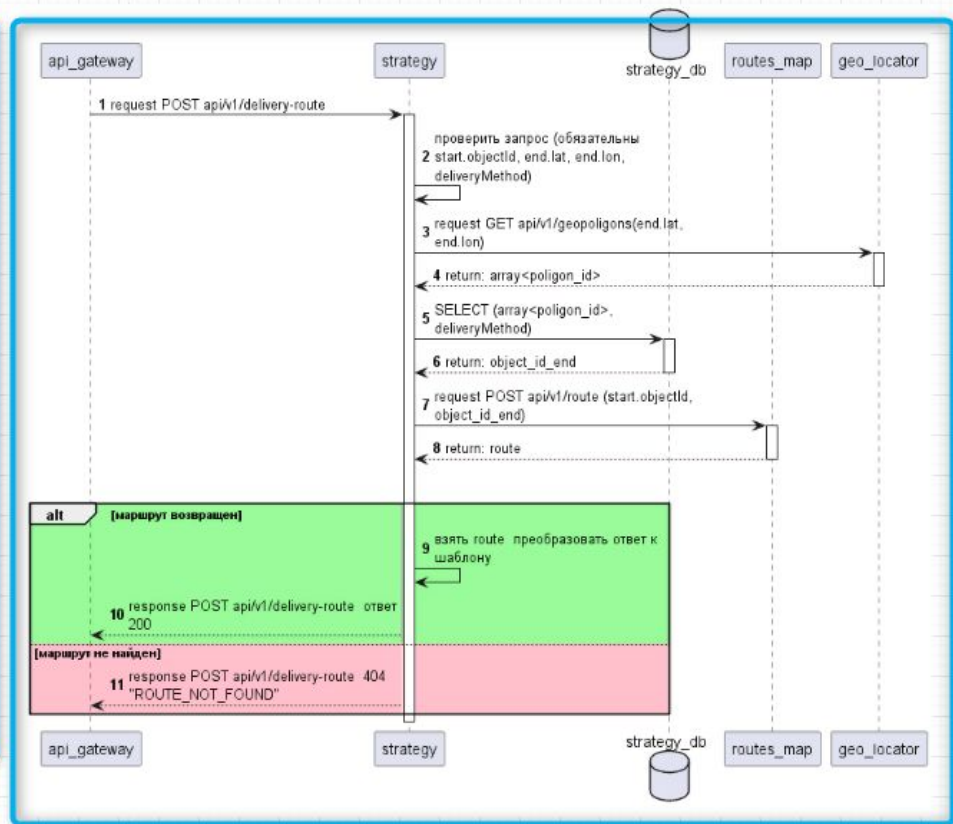 api_gateway
strategy
strategy_db
routes_map
geo_locator
1 request POST api/v1/delivery-route
проверить запрос (обязательны
2 start.objectId, end.lat, end.lon,
deliveryMethod)
request GET api/v1/geopoligons(end.lat,
3 end.lon)
4 return: array<poligon_id>
SELECT (array<poligon_id>,
5 deliveryMethod)
6 return: object_id_end
request POST api/v1/route (start.objectId,
7 object_id_end)
8 return: route
alt
[маршрут возвращен]
взять route преобразовать ответ к
9 шаблону
response POST api/v1/delivery-route ответ
10 200
[маршрут не найден]
response POST api/v1/delivery-route 404
11 "ROUTE_NOT_FOUND"
api_gateway
strategy
strategy_db
routes_map
geo_locator